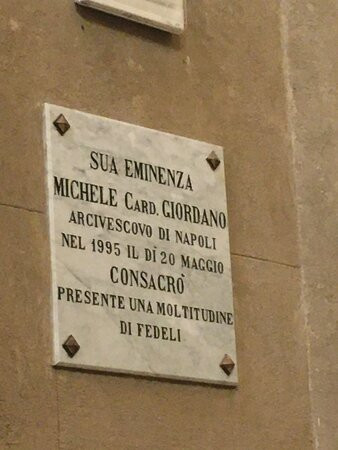 SUA EMINENZA
MICHELE CARD. GIORDANO
ARCIVESCOVO DI NAPOLI
NEL 1995 IL DÌ 20 MAGGIO
CONSACRÒ
PRESENTE UNA MOLTITUDINE
DI FEDELI